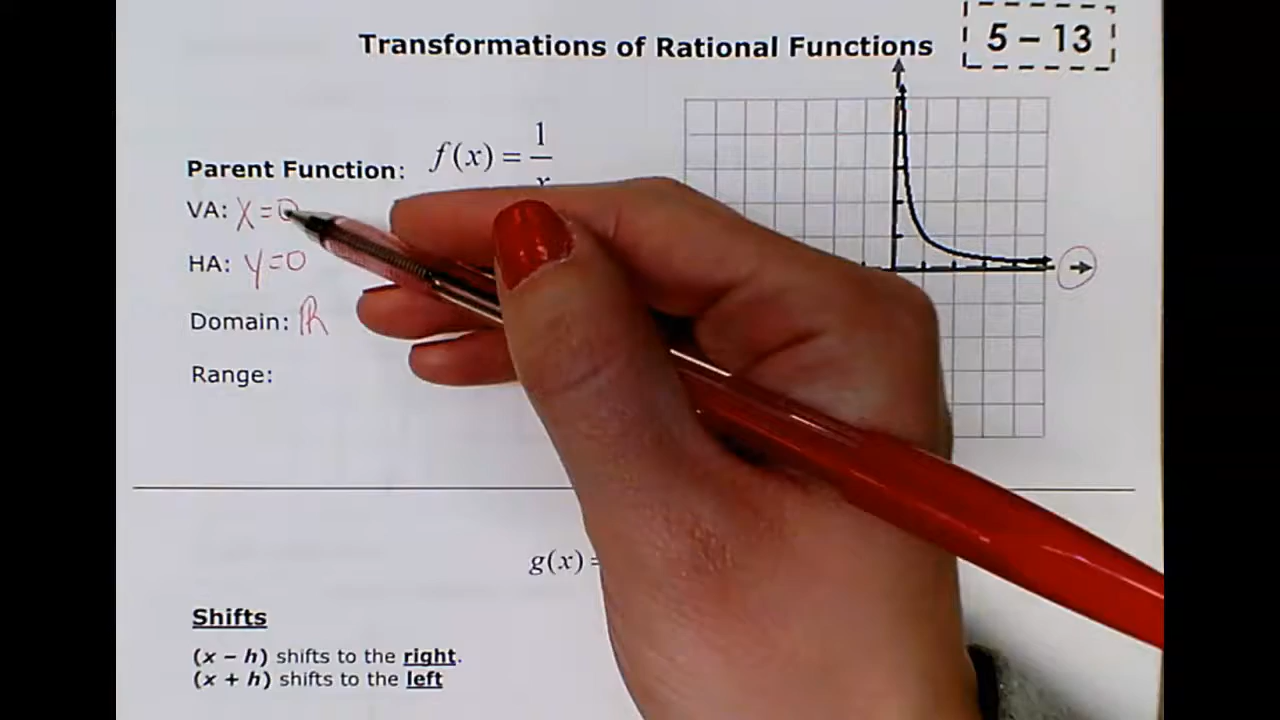 Transformations of Rational Functions
5 – 13
Parent Function: f(x) = 1/x
VA: x=0
HA: y=0
Domain: ℝ
Range:
g(x) =
Shifts
(x – h) shifts to the right.
(x + h) shifts to the left